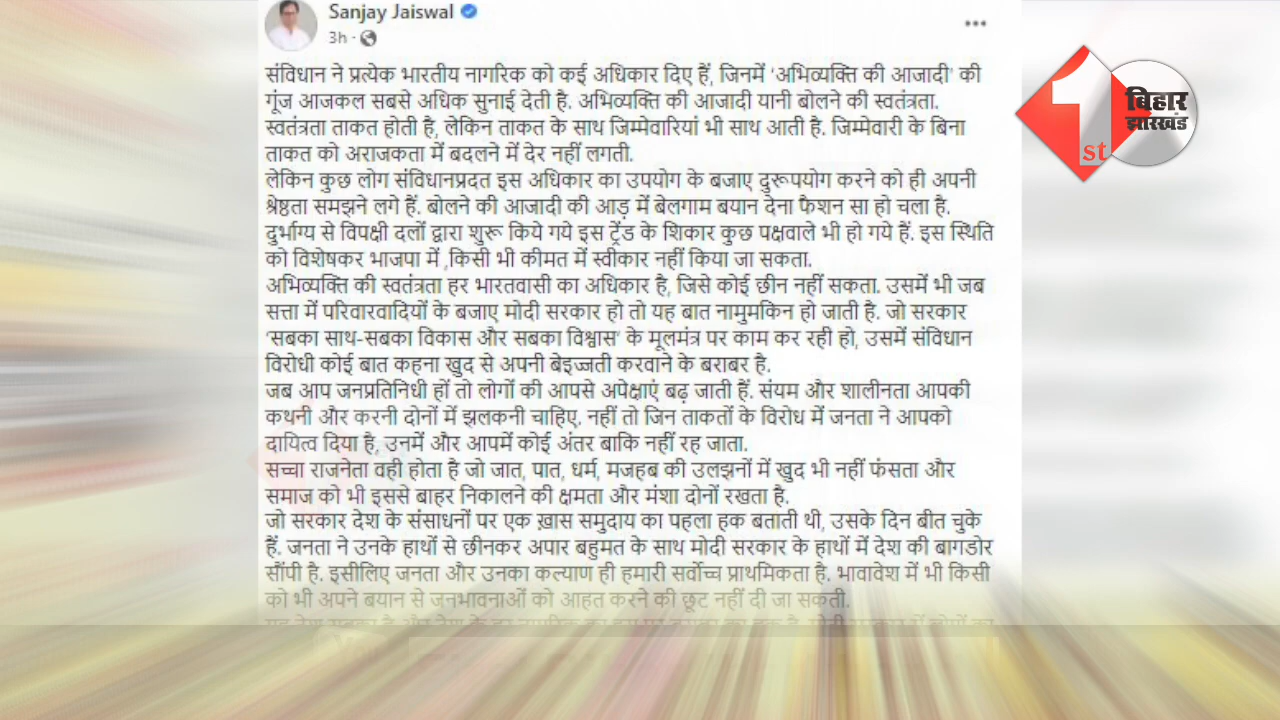 Sanjay Jaiswal
3h ·
संविधान ने प्रत्येक भारतीय नागरिक को कई अधिकार दिए हैं, जिनमें 'अभिव्यक्ति की आजादी' की
गूंज आजकल सबसे अधिक सुनाई देती है. अभिव्यक्ति की आजादी यानी बोलने की स्वतंत्रता.
स्वतंत्रता ताकत होती है, लेकिन ताकत के साथ जिम्मेवारियां भी साथ आती है. जिम्मेवारी के बिना
ताकत को अराजकता में बदलने में देर नहीं लगती.
लेकिन कुछ लोग संविधानप्रदत इस अधिकार का उपयोग के बजाए दुरूपयोग करने को ही अपनी
श्रेष्ठता समझने लगे हैं. बोलने की आजादी की आड़ में बेलगाम बयान देना फैशन सा हो चला है.
दुर्भाग्य से विपक्षी दलों द्वारा शुरू किये गये इस ट्रेंड के शिकार कुछ पक्षवाले भी हो गये हैं. इस स्थिति
को विशेषकर भाजपा में ,किसी भी कीमत में स्वीकार नहीं किया जा सकता.
अभिव्यक्ति की स्वतंत्रता हर भारतवासी का अधिकार है, जिसे कोई छीन नहीं सकता. उसमें भी जब
सत्ता में परिवारवादियों के बजाए मोदी सरकार हो तो यह बात नामुमकिन हो जाती है. जो सरकार
'सबका साथ-सबका विकास और सबका विश्वास' के मूलमंत्र पर काम कर रही हो, उसमें संविधान
विरोधी कोई बात कहना खुद से अपनी बेइज्जती करवाने के बराबर है.
जब आप जनप्रतिनिधी हों तो लोगों की आपसे अपेक्षाएं बढ़ जाती हैं. संयम और शालीनता आपकी
कथनी और करनी दोनों में झलकनी चाहिए. नहीं तो जिन ताकतों के विरोध में जनता ने आपको
दायित्व दिया है, उनमें और आपमें कोई अंतर बाकि नहीं रह जाता.
सच्चा राजनेता वही होता है जो जात, पात, धर्म, मजहब की उलझनों में खुद भी नहीं फंसता और
समाज को भी इससे बाहर निकालने की क्षमता और मंशा दोनों रखता है.
जो सरकार देश के संसाधनों पर एक ख़ास समुदाय का पहला हक बताती थी, उसके दिन बीत चुके
हैं. जनता ने उनके हाथों से छीनकर अपार बहुमत के साथ मोदी सरकार के हाथों में देश की बागडोर
सौंपी है. इसीलिए जनता और उनका कल्याण ही हमारी सर्वोच्च प्राथमिकता है. भावावेश में भी किसी
को भी अपने बयान से जनभावनाओं को आहत करने की छूट नहीं दी जा सकती.
1st
बिहार
झारखंड